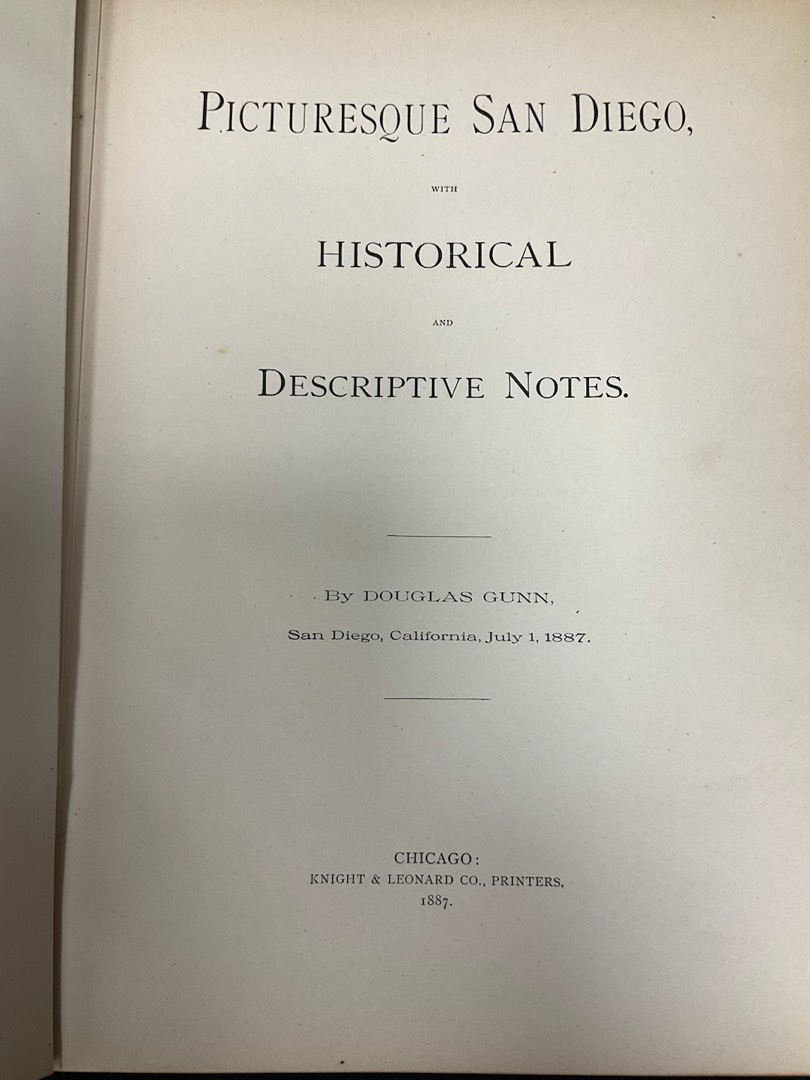 PICTURESQUE SAN DIEGO,
WITH
HISTORICAL
AND
DESCRIPTIVE NOTES.
By DOUGLAS GUNN,
San Diego, California, July 1, 1887.
CHICAGO:
KNIGHT & LEONARD CO., PRINTERS,
1887.